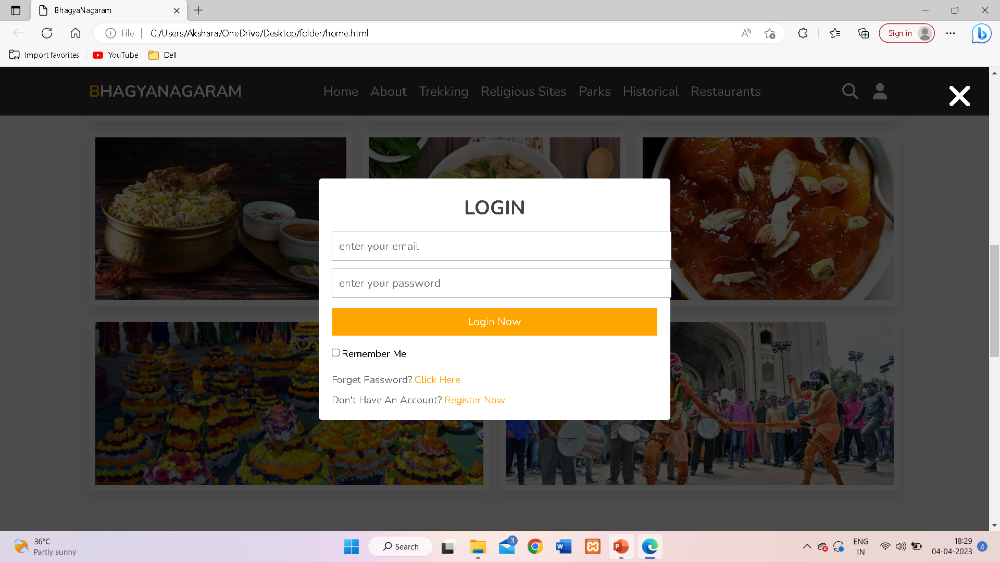 BhagyaNagaram
File
C:/Users/Akshara/OneDrive/Desktop/folder/home.html
Sign in
Import favorites
YouTube
Dell
BHAGYANAGARAM
Home
About
Trekking
Religious Sites
Parks
Historical
Restaurants
LOGIN
enter your email
enter your password
Login Now
Remember Me
Forget Password? Click Here
Don't Have An Account? Register Now
36°C
Partly sunny
Search
3
ENG
IN
18:29
04-04-2023
4